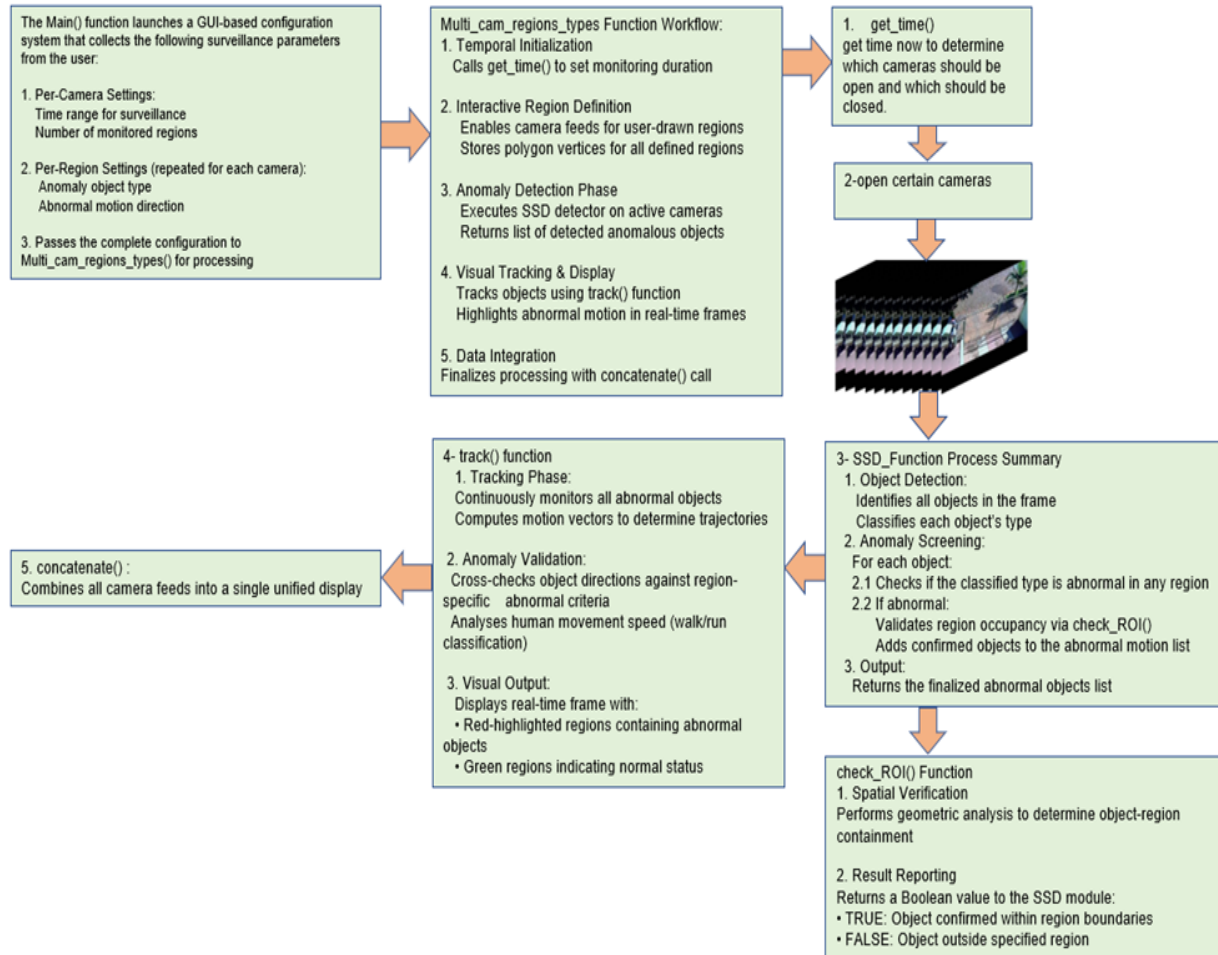 The Main() function launches a GUI-based configuration
system that collects the following surveillance parameters
from the user:
1. Per-Camera Settings:
Time range for surveillance
Number of monitored regions
2. Per-Region Settings (repeated for each camera):
Anomaly object type
Abnormal motion direction
3. Passes the complete configuration to
Multi_cam_regions_types() for processing
Multi_cam_regions_types Function Workflow:
1. Temporal Initialization
Calls get_time() to set monitoring duration
2. Interactive Region Definition
Enables camera feeds for user-drawn regions
Stores polygon vertices for all defined regions
3. Anomaly Detection Phase
Executes SSD detector on active cameras
Returns list of detected anomalous objects
4. Visual Tracking & Display
Tracks objects using track() function
Highlights abnormal motion in real-time frames
5. Data Integration
Finalizes processing with concatenate() call
1. get_time()
get time now to determine
which cameras should be
open and which should be
closed.
2-open certain cameras
3- SSD_Function Process Summary
1. Object Detection:
Identifies all objects in the frame
Classifies each object's type
2. Anomaly Screening:
For each object:
2.1 Checks if the classified type is abnormal in any region
2.2 If abnormal:
Validates region occupancy via check_ROI()
Adds confirmed objects to the abnormal motion list
3. Output:
Returns the finalized abnormal objects list
check_ROI() Function
1. Spatial Verification
Performs geometric analysis to determine object-region
containment
2. Result Reporting
Returns a Boolean value to the SSD module:
• TRUE: Object confirmed within region boundaries
• FALSE: Object outside specified region
4- track() function
1. Tracking Phase:
Continuously monitors all abnormal objects
Computes motion vectors to determine trajectories
2. Anomaly Validation:
Cross-checks object directions against region-
specific abnormal criteria
Analyses human movement speed (walk/run
classification)
3. Visual Output:
Displays real-time frame with:
• Red-highlighted regions containing abnormal
objects
• Green regions indicating normal status
5. concatenate() :
Combines all camera feeds into a single unified display